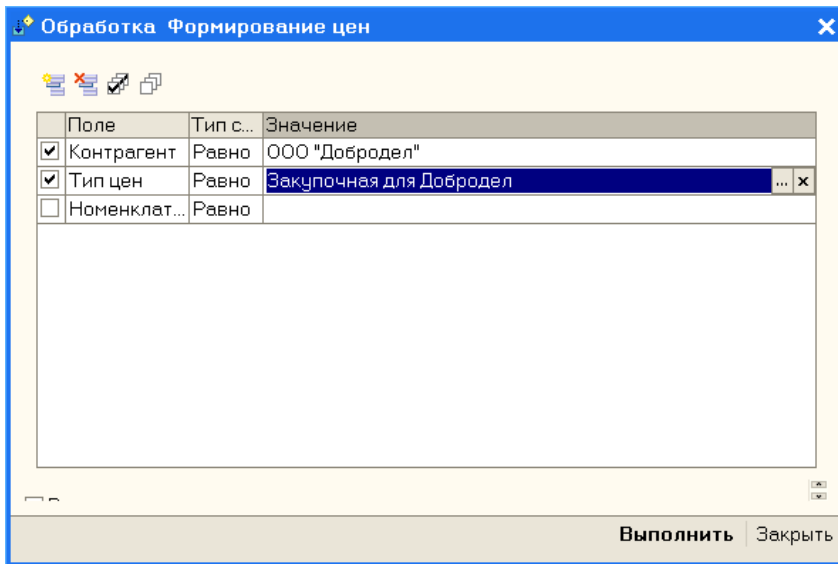 Обработка Формирование цен
Поле Тип с... Значение
Контрагент Равно ООО "Добродел"
Тип цен Равно Закупочная для Добродел ...
Номенклат... Равно
Выполнить Закрыть